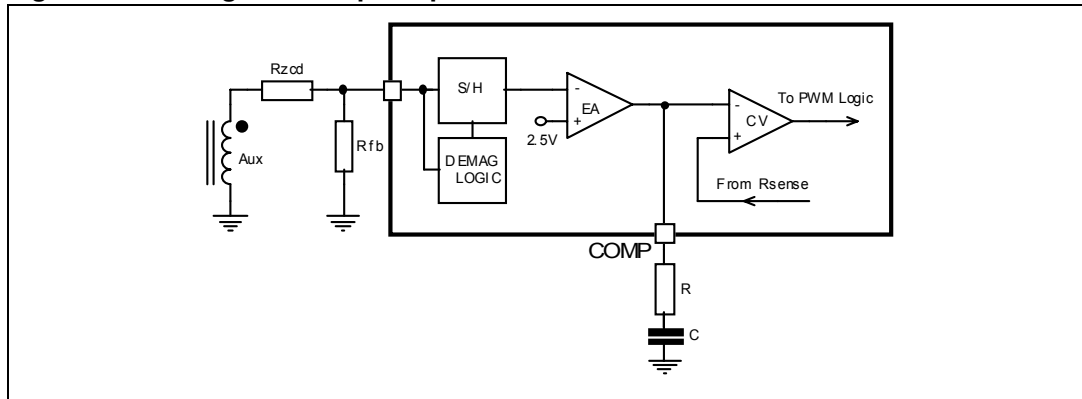 Rzcd
S/H
To PWM Logic
-
EA
-
CV
2.5V
+
+
Aux
Rfb
DEMAG
LOGIC
From Rsense
COMP
R
C